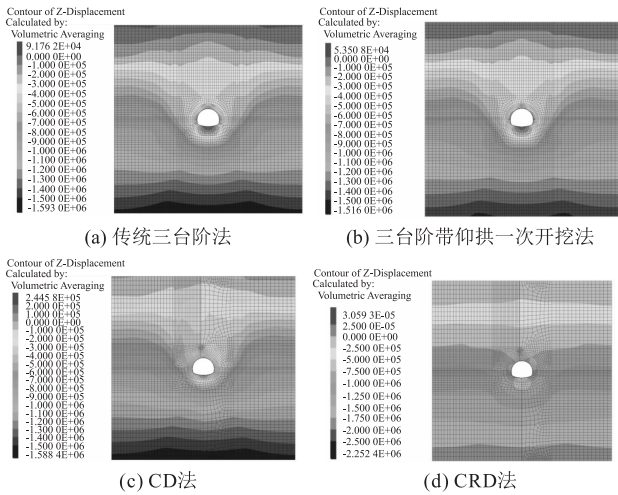 Contour of Z-Displacement
Calculated by:
Volumetric Averaging
9.176 2E+04
0.000 0E+00
-1.000 0E+05
-2.000 0E+05
-3.000 0E+05
-4.000 0E+05
-5.000 0E+05
-6.000 0E+05
-7.000 0E+05
-8.000 0E+05
-9.000 0E+05
-1.000 0E+06
-1.100 0E+06
-1.200 0E+06
-1.300 0E+06
-1.400 0E+06
-1.500 0E+06
-1.593 0E+06
(a) 传统三台阶法
Contour of Z-Displacement
Calculated by:
Volumetric Averaging
5.350 8E+04
0.000 0E+00
-1.000 0E+05
-2.000 0E+05
-3.000 0E+05
-4.000 0E+05
-5.000 0E+05
-6.000 0E+05
-7.000 0E+05
-8.000 0E+05
-9.000 0E+05
-1.000 0E+06
-1.100 0E+06
-1.200 0E+06
-1.300 0E+06
-1.400 0E+06
-1.500 0E+06
-1.516 0E+06
(b) 三台阶带仰拱一次开挖法
Contour of Z-Displacement
Calculated by:
Volumetric Averaging
2.445 8E+05
2.000 0E+05
1.000 0E+05
0.000 0E+00
-1.000 0E+05
-2.000 0E+05
-3.000 0E+05
-4.000 0E+05
-5.000 0E+05
-6.000 0E+05
-7.000 0E+05
-8.000 0E+05
-9.000 0E+05
-1.000 0E+06
-1.100 0E+06
-1.200 0E+06
-1.300 0E+06
-1.400 0E+06
-1.500 0E+06
-1.588 4E+06
(c) CD法
Contour of Z-Displacement
Calculated by:
Volumetric Averaging
3.059 3E-05
2.500 0E-05
0.000 0E+00
-2.500 0E+05
-5.000 0E+05
-7.500 0E+05
-1.000 0E+06
-1.250 0E+06
-1.500 0E+06
-1.750 0E+06
-2.000 0E+06
-2.250 0E+06
-2.500 0E+06
-2.252 4E+06
(d) CRD法